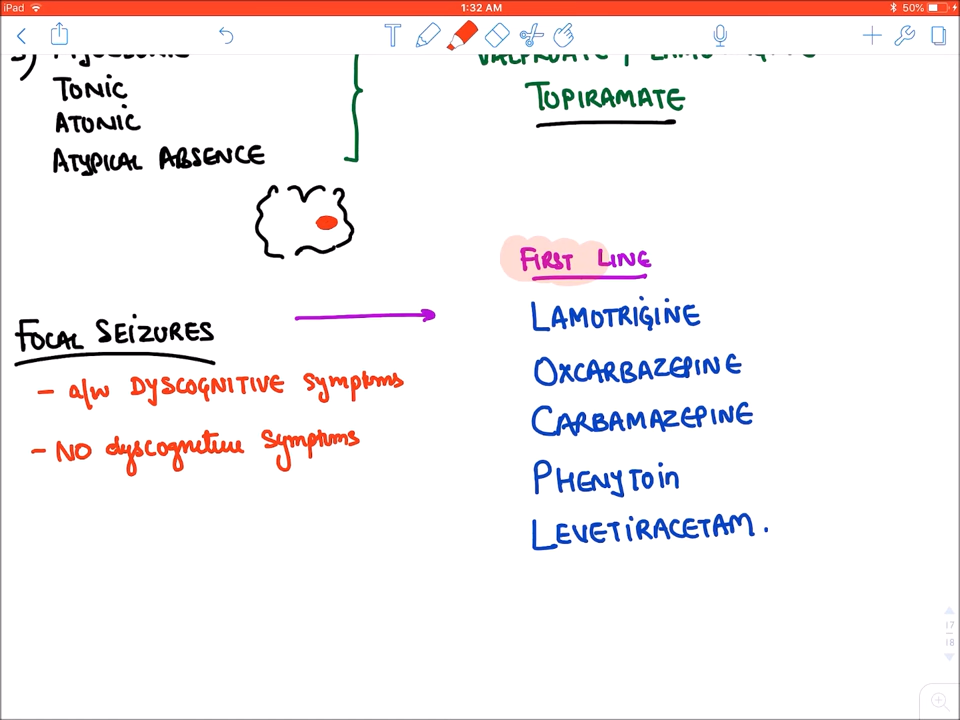 iPad
1:32 AM
50%
TONIC
ATONIC
ATYPICAL ABSENCE
TOPIRAMATE
FIRST LINE
FOCAL SEIZURES
- a/w DYSCOGNITIVE Symptoms
- NO dyscognitive Symptoms
LAMOTRIGINE
OXCARBAZEPINE
CARBAMAZEPINE
PHENYTOIN
LEVETIRACETAM.
17
18